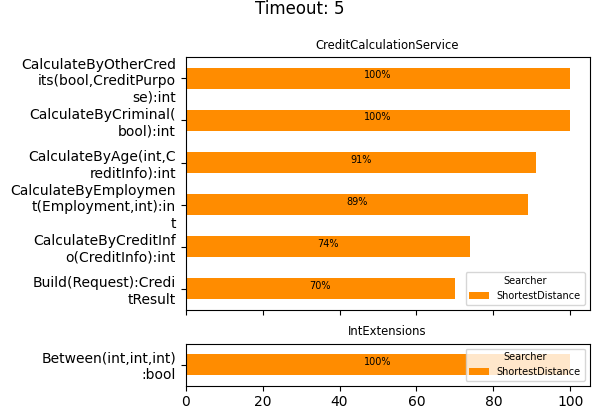 Timeout: 5
CreditCalculationService
CalculateByOtherCred
its(bool,CreditPurpo
se):int
100%
CalculateByCriminal(
bool):int
100%
CalculateByAge(int,C
reditInfo):int
91%
CalculateByEmploymen
t(Employment,int):in
t
89%
CalculateByCreditInf
o(CreditInfo):int
74%
Build(Request):Credi
tResult
70%
Searcher
ShortestDistance
IntExtensions
Between(int,int,int)
:bool
100%
Searcher
ShortestDistance
0 20 40 60 80 100